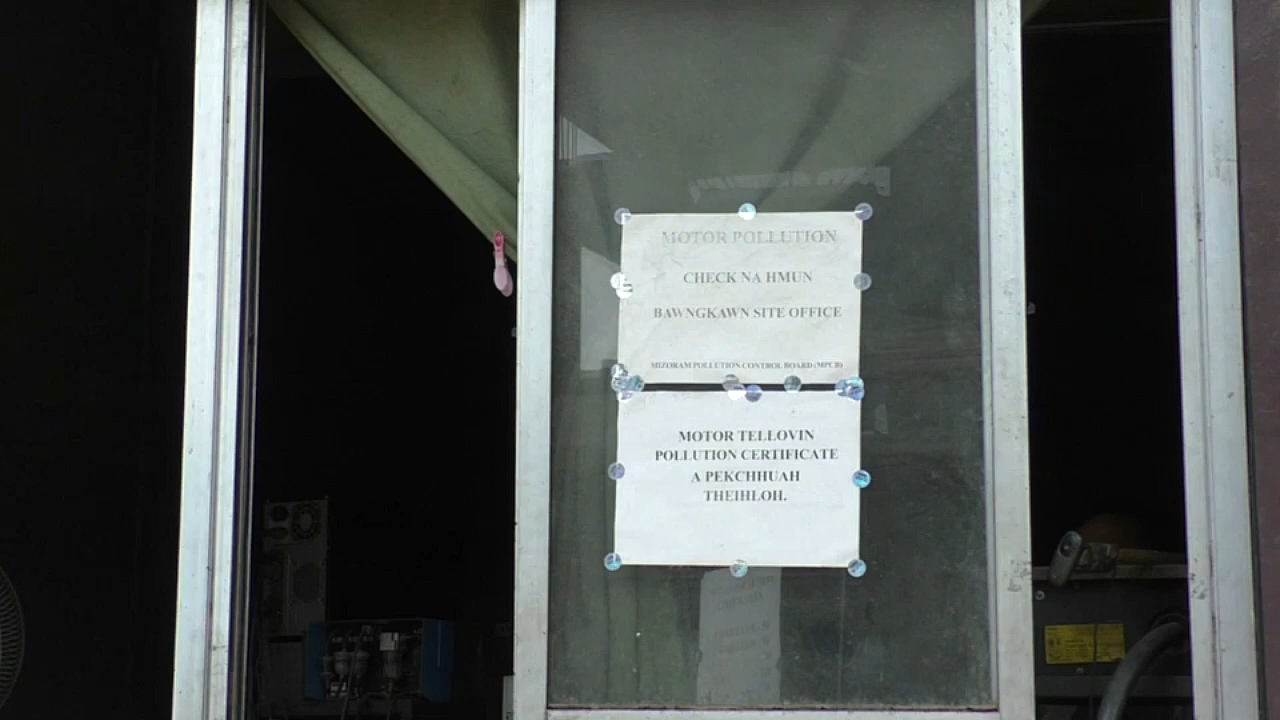 MOTOR POLLUTION
CHECK NA HMUN
BAWNGKAWN SITE OFFICE
MIZORAM POLLUTION CONTROL BOARD (MPCB)
MOTOR TELLOVIN
POLLUTION CERTIFICATE
A PEKCHHUAH
THEIHLOH.